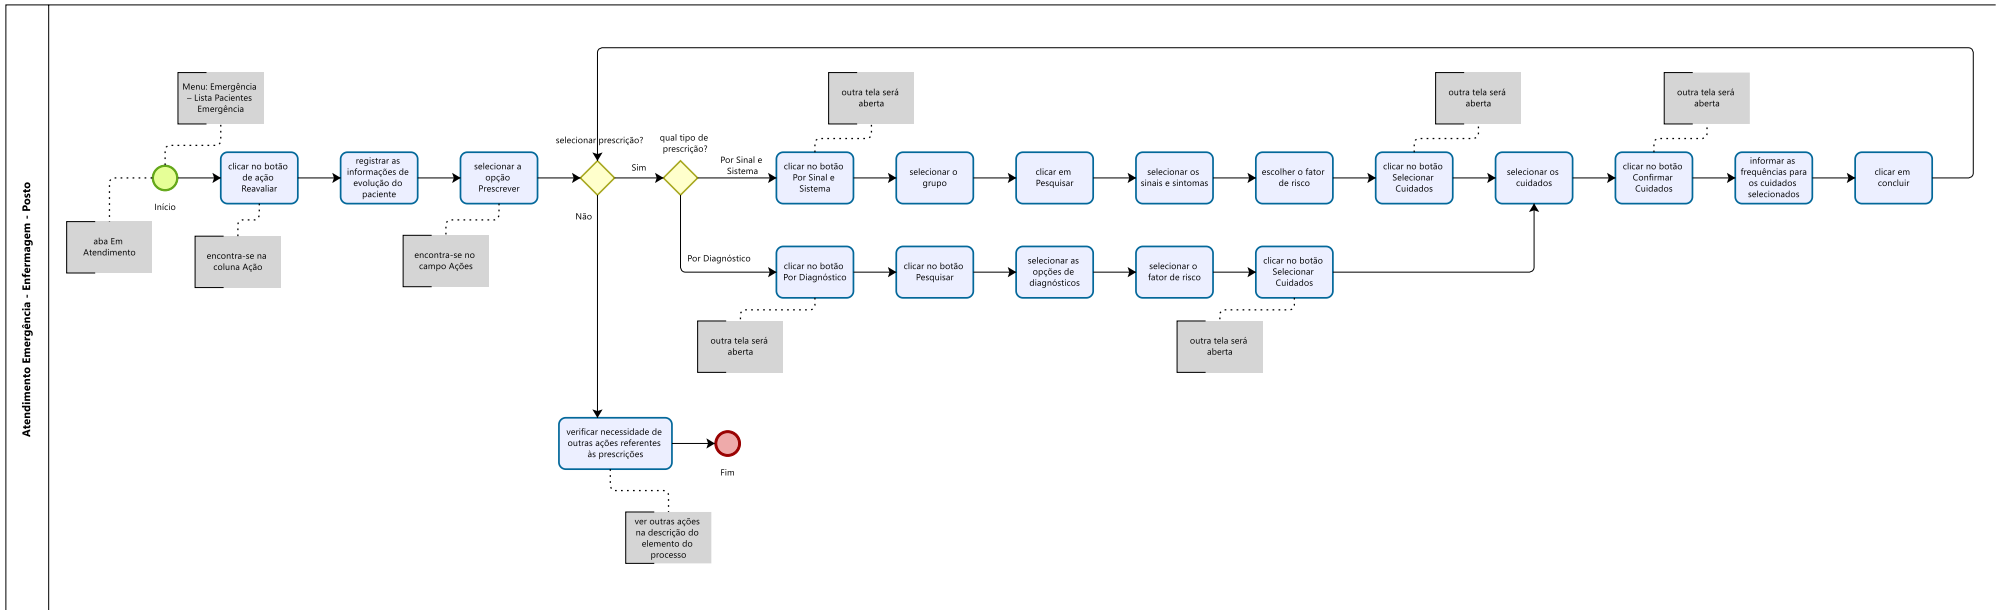 Atendimento Emergência - Enfermagem - Posto
Menu: Emergência
– Lista Pacientes
Emergência
Início
aba Em
Atendimento
clicar no botão
de ação
Reavaliar
encontra-se na
coluna Ação
registrar as
informações de
evolução do
paciente
selecionar a
opção
Prescrever
encontra-se no
campo Ações
selecionar prescrição?
Sim
Não
qual tipo de
prescrição?
Por Sinal e
Sistema
Por Diagnóstico
outra tela será
aberta
clicar no botão
Por Sinal e
Sistema
selecionar o
grupo
clicar em
Pesquisar
selecionar os
sinais e sintomas
escolher o fator
de risco
outra tela será
aberta
clicar no botão
Selecionar
Cuidados
selecionar os
cuidados
outra tela será
aberta
clicar no botão
Confirmar
Cuidados
informar as
frequências para
os cuidados
selecionados
clicar em
concluir
clicar no botão
Por Diagnóstico
outra tela será
aberta
clicar no botão
Pesquisar
selecionar as
opções de
diagnósticos
selecionar o
fator de risco
clicar no botão
Selecionar
Cuidados
outra tela será
aberta
verificar necessidade de
outras ações referentes
às prescrições
Fim
ver outras ações
na descrição do
elemento do
processo